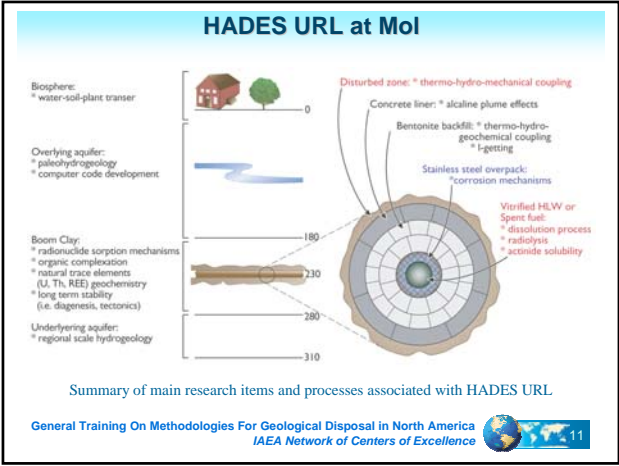 HADES URL at Mol
Biosphere:
* water-soil-plant transer
0
Overlying aquifer:
* paleohydrogeology
* computer code development
180
Boom Clay:
* radionuclide sorption mechanisms
* organic complexation
* natural trace elements
(U, Th, REE) geochemistry
* long term stability
(i.e. diagenesis, tectonics)
230
280
Underlyering aquifer:
* regional scale hydrogeology
310
Disturbed zone: * thermo-hydro-mechanical coupling
Concrete liner: * alcaline plume effects
Bentonite backfill: * thermo-hydro-
geochemical coupling
* I-getting
Stainless steel overpack:
*corrosion mechanisms
Vitrified HLW or
Spent fuel:
* dissolution process
* radiolysis
* actinide solubility
Summary of main research items and processes associated with HADES URL
General Training On Methodologies For Geological Disposal in North America
IAEA Network of Centers of Excellence
11